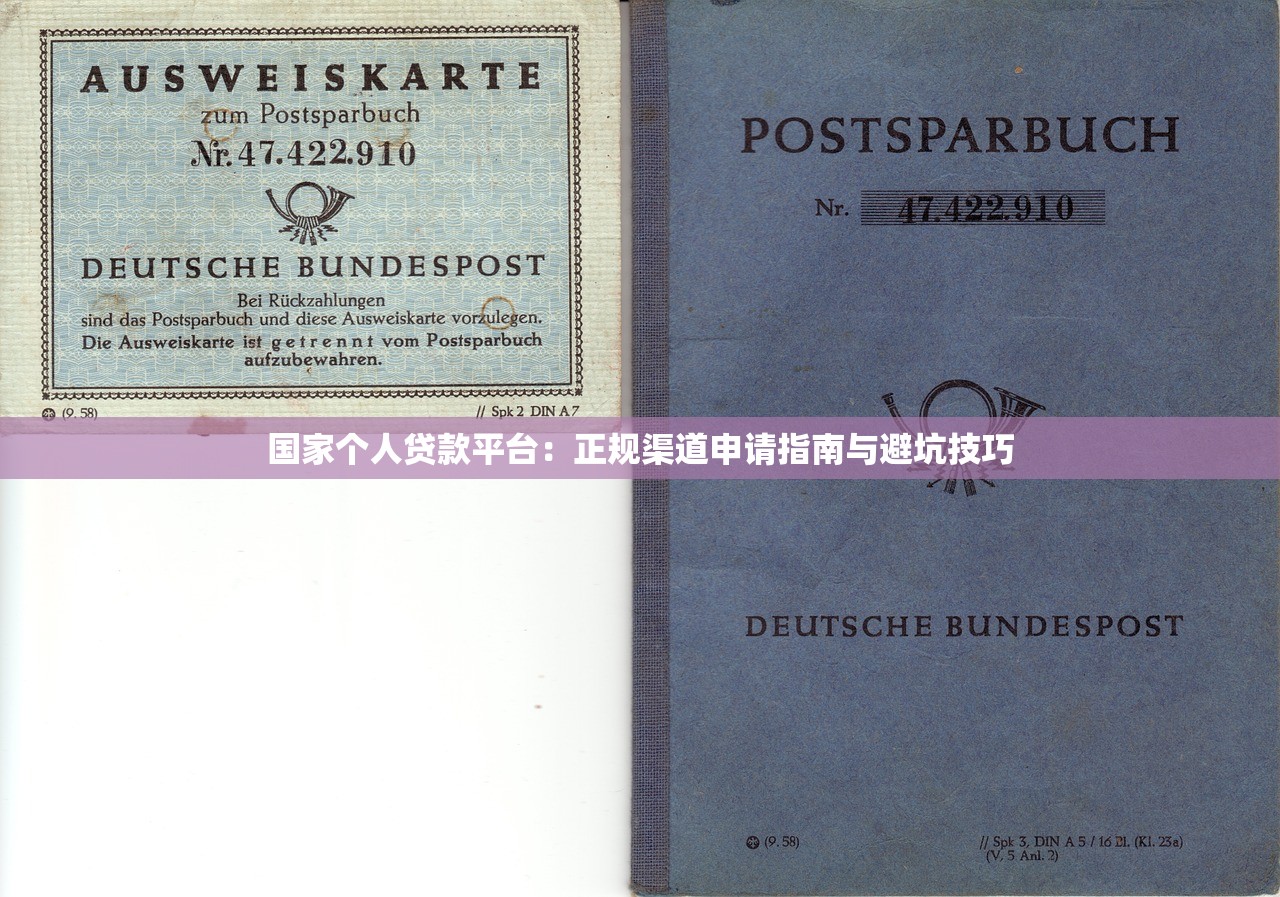 AUSWEISKARTE
zum Postsparbuch
Nr. 47.422.910
DEUTSCHE BUNDESPOST
Bei Rückzahlungen
sind das Postsparbuch und diese Ausweiskarte vorzulegen.
Die Ausweiskarte ist getrennt vom Postsparbuch
aufzubewahren.
(9. 58)
// Spk 2 DIN A 7
POSTSPARBUCH
Nr. 47.422.910
国家个人贷款平台：正规渠道申请指南与避坑技巧
DEUTSCHE BUNDESPOST
(9. 58)
// Spk 3, DIN A 5 / 16 Bl. (Kl. 23a)
(V, 5 Anl. 2)